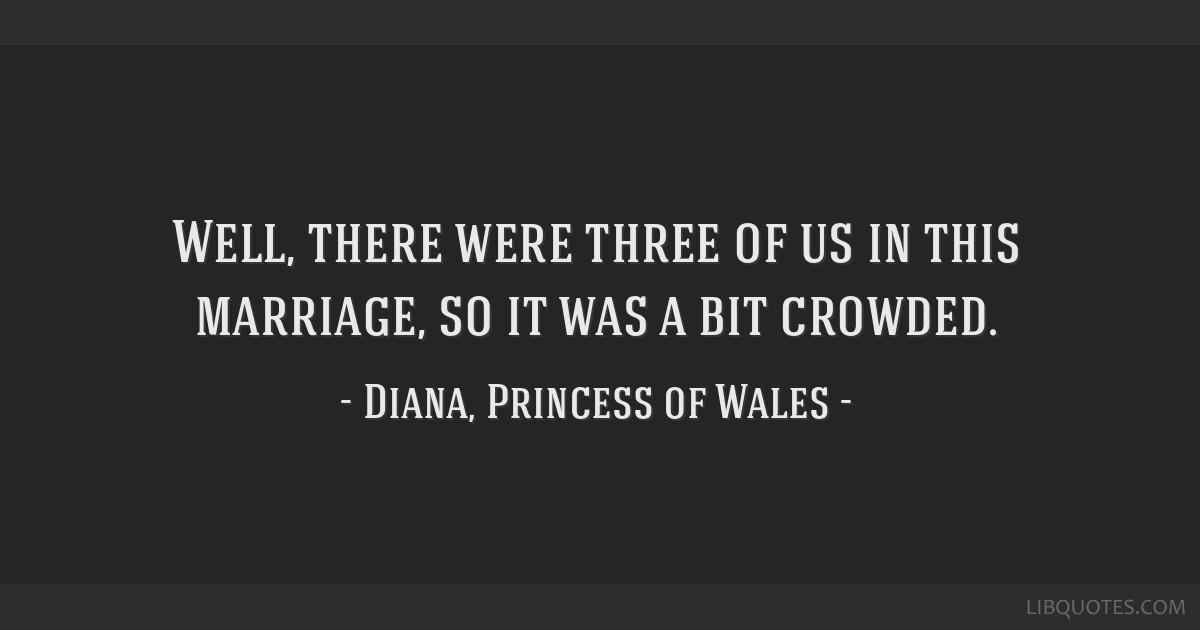 Well, there were three of us in this
marriage, so it was a bit crowded.
- Diana, Princess of Wales -
LIBQUOTES.COM